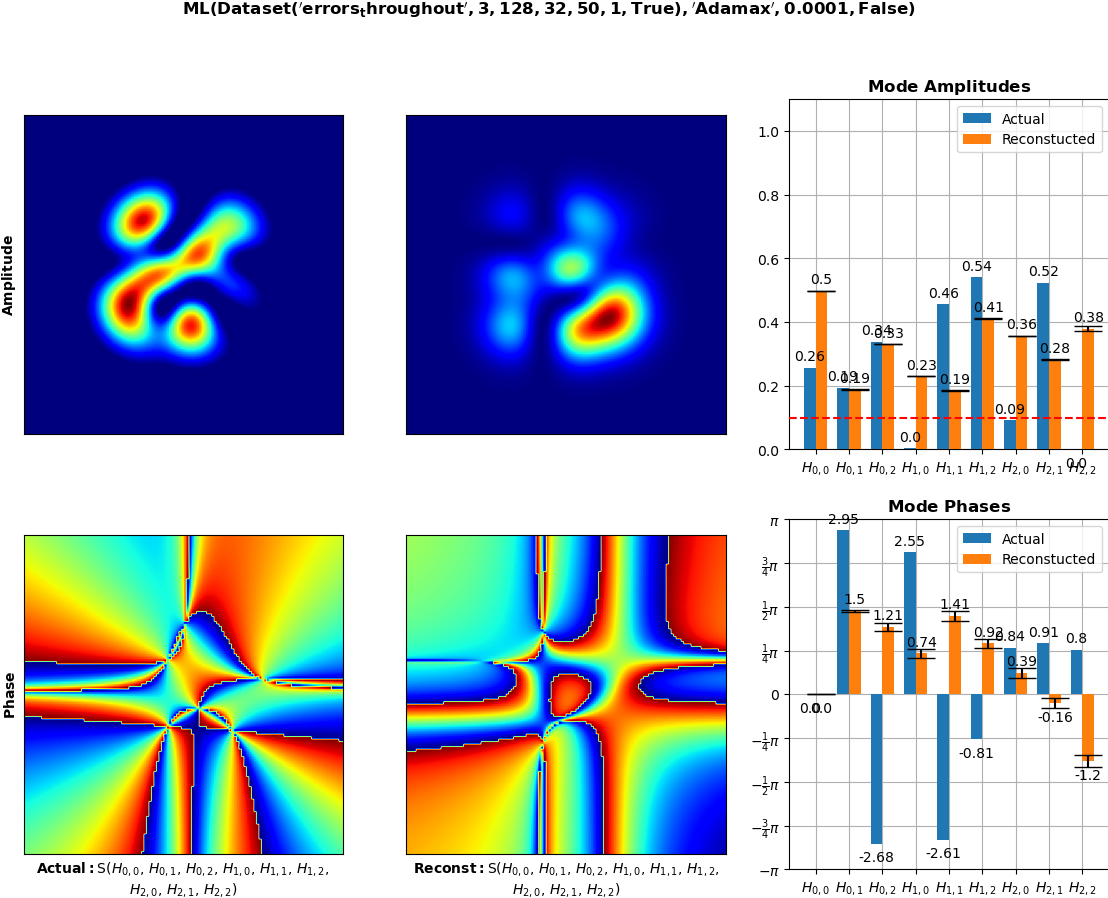 ML(Dataset('errors_throughout', 3, 128, 32, 50, 1, True), 'Adamax', 0.0001, False)
Mode Amplitudes
Actual
Reconstucted
1.0
0.8
0.6
0.4
0.2
0.0
0.26
0.5
0.19
0.19
0.34
0.33
0.0
0.23
0.46
0.19
0.54
0.41
0.09
0.36
0.52
0.28
0.0
0.38
H0,0 H0,1 H0,2 H1,0 H1,1 H1,2 H2,0 H2,1 H2,2
Amplitude
Mode Phases
Actual
Reconstucted
π
3/4π
1/2π
1/4π
0
−1/4π
−1/2π
−3/4π
−π
0.0
0.0
2.95
1.5
-2.68
1.21
2.55
0.74
-2.61
1.41
-0.81
0.92
0.84
0.39
0.91
-0.16
0.8
-1.2
H0,0 H0,1 H0,2 H1,0 H1,1 H1,2 H2,0 H2,1 H2,2
Phase
Actual: S(H0,0, H0,1, H0,2, H1,0, H1,1, H1,2,
H2,0, H2,1, H2,2)
Reconst: S(H0,0, H0,1, H0,2, H1,0, H1,1, H1,2,
H2,0, H2,1, H2,2)